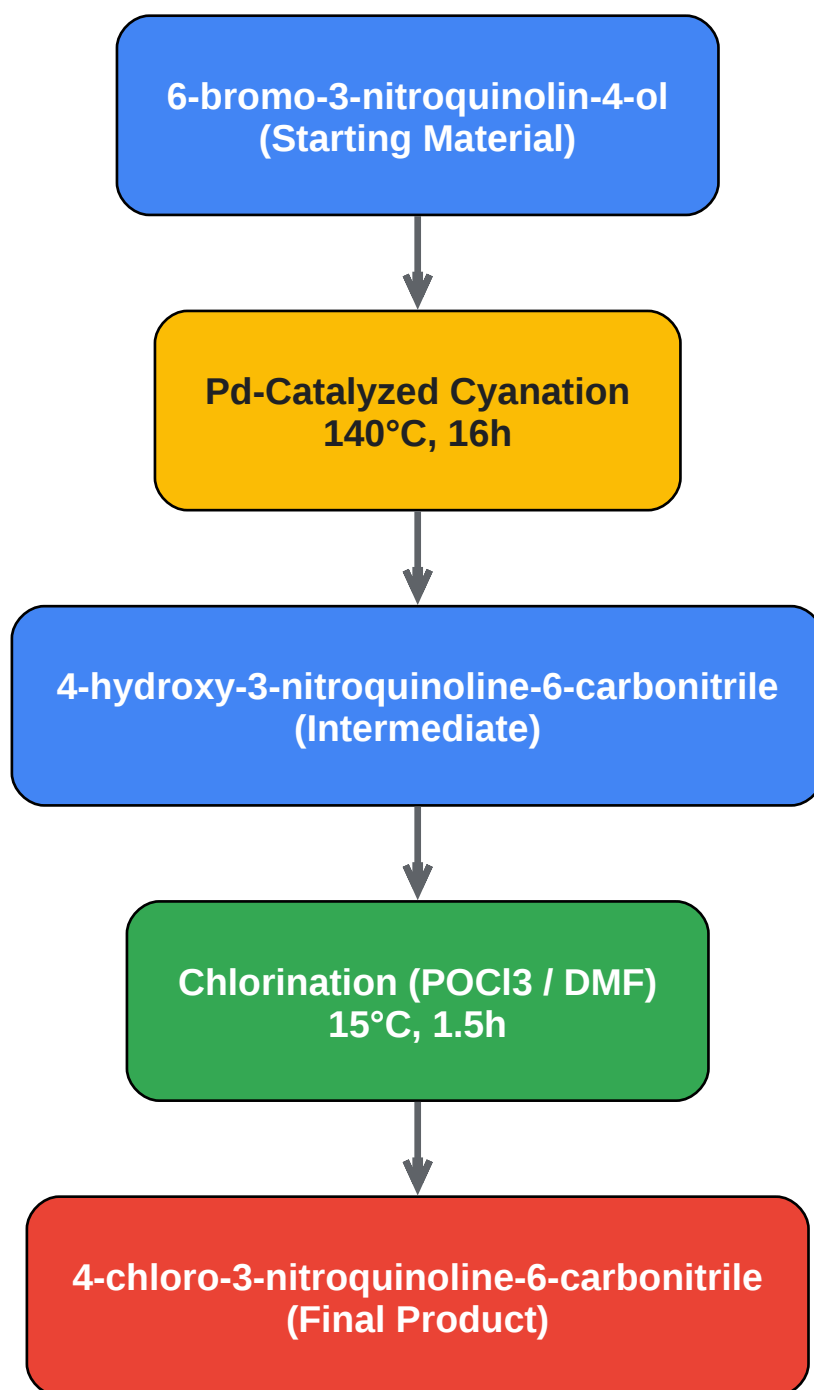 6-bromo-3-nitroquinolin-4-ol
(Starting Material)
Pd-Catalyzed Cyanation
140°C, 16h
4-hydroxy-3-nitroquinoline-6-carbonitrile
(Intermediate)
Chlorination (POCl3 / DMF)
15°C, 1.5h
4-chloro-3-nitroquinoline-6-carbonitrile
(Final Product)